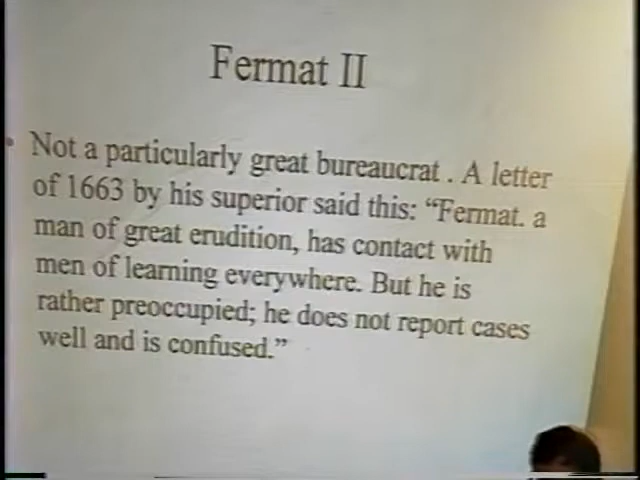 Fermat II
• Not a particularly great bureaucrat . A letter
of 1663 by his superior said this: “Fermat. a
man of great erudition, has contact with
men of learning everywhere. But he is
rather preoccupied; he does not report cases
well and is confused.”